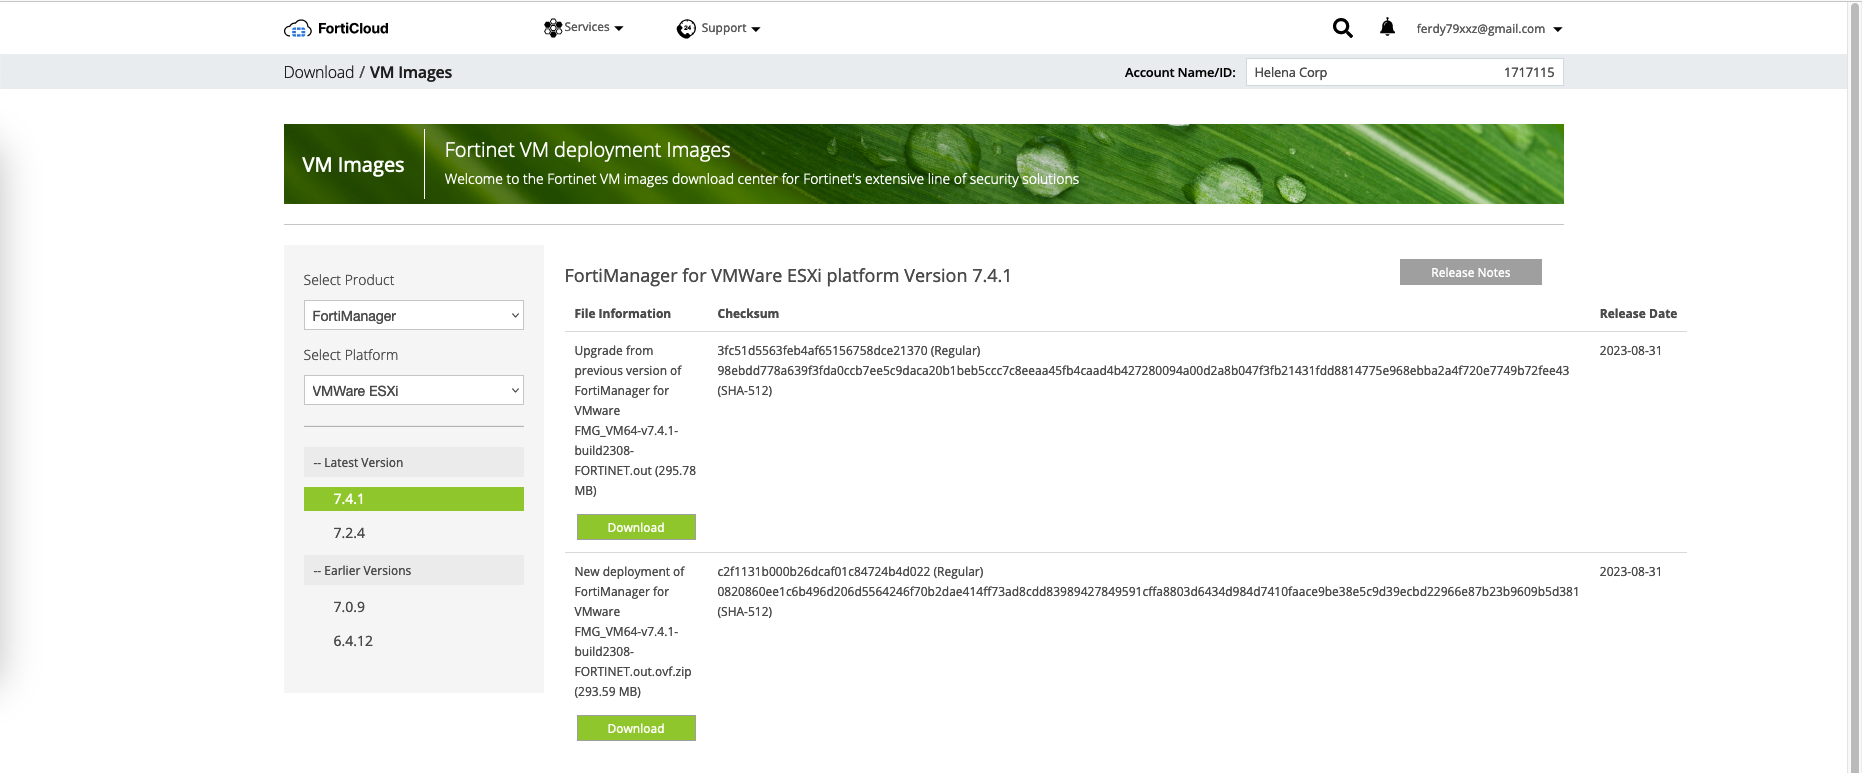 FortiCloud
Services
24
Support
ferdy79xxz@gmail.com
Download / VM Images
Account Name/ID:
Helena Corp 1717115
VM Images
Fortinet VM deployment Images
Welcome to the Fortinet VM images download center for Fortinet's extensive line of security solutions
Select Product
FortiManager
Select Platform
VMWare ESXi
-- Latest Version
7.4.1
7.2.4
-- Earlier Versions
7.0.9
6.4.12
FortiManager for VMWare ESXi platform Version 7.4.1
Release Notes
File Information
Checksum
Release Date
Upgrade from
previous version of
FortiManager for
VMware
FMG_VM64-v7.4.1-
build2308-
FORTINET.out (295.78
MB)
Download
3fc51d5563feb4af65156758dce21370 (Regular)
98ebdd778a639f3fda0ccb7ee5c9daca20b1beb5ccc7c8eeaa45fb4caad4b427280094a00d2a8b047f3fb21431fdd8814775e968ebba2a4f720e7749b72fee43
(SHA-512)
2023-08-31
New deployment of
FortiManager for
VMware
FMG_VM64-v7.4.1-
build2308-
FORTINET.out.ovf.zip
(293.59 MB)
Download
c2f1131b000b26dcaf01c84724b4d022 (Regular)
0820860ee1c6b496d206d5564246f70b2dae414ff73ad8cdd83989427849591cffa8803d6434d984d7410faace9be38e5c9d39ecbd22966e87b23b9609b5d381
(SHA-512)
2023-08-31